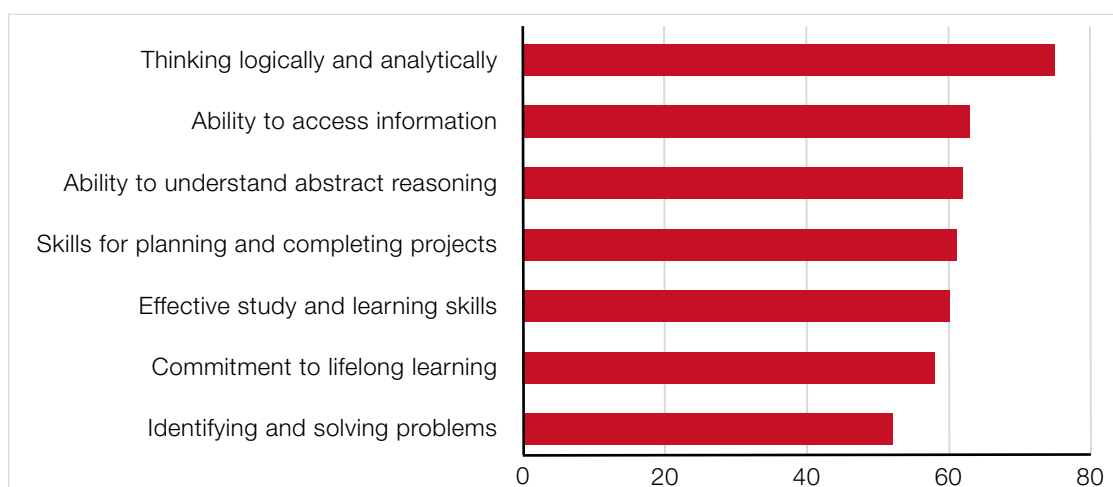 Thinking logically and analytically
Ability to access information
Ability to understand abstract reasoning
Skills for planning and completing projects
Effective study and learning skills
Commitment to lifelong learning
Identifying and solving problems
0 20 40 60 80